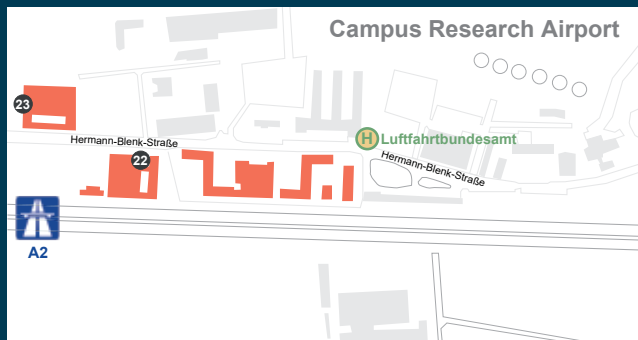 Campus Research Airport
23
Hermann-Blenk-Straße
22
H Luftfahrtbundesamt
Hermann-Blenk-Straße
A2